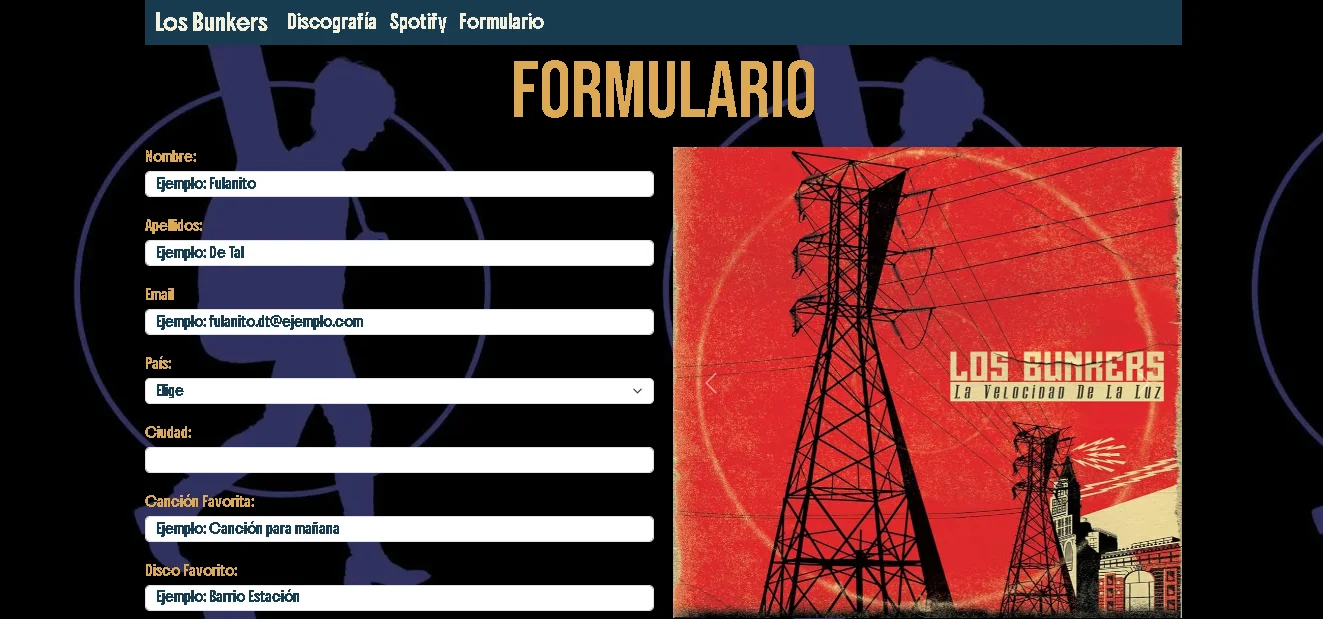 Los Bunkers Discografía Spotify Formulario
FORMULARIO
Nombre:
Ejemplo: Fulanito
Apellidos:
Ejemplo: De Tal
Email
Ejemplo: fulanito.dt@ejemplo.com
País:
Elige
Ciudad:
Canción Favorita:
Ejemplo: Canción para mañana
Disco Favorito:
Ejemplo: Barrio Estación
LOS BUNKERS
La Velocidad De La Luz